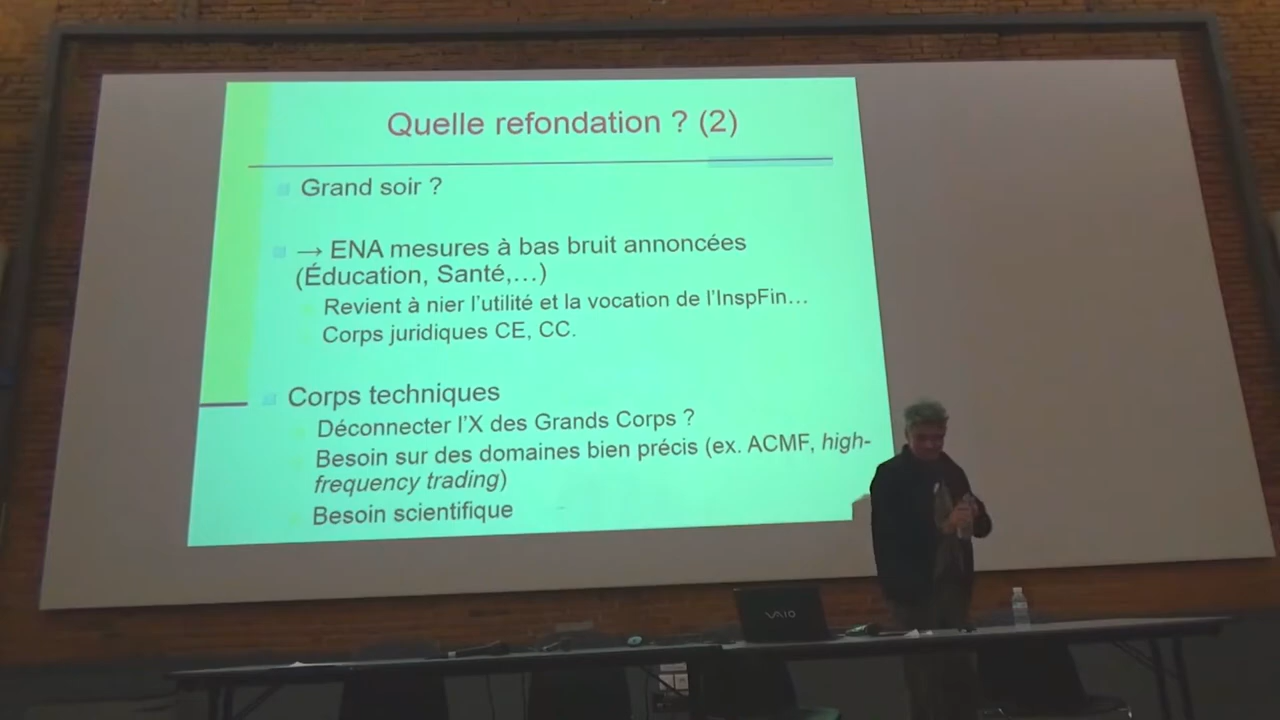 Quelle refondation ? (2)
Grand soir ?
→ ENA mesures à bas bruit annoncées
(Éducation, Santé,…)
Revient à nier l'utilité et la vocation de l'InspFin…
Corps juridiques CE, CC.
Corps techniques
Déconnecter l'X des Grands Corps ?
Besoin sur des domaines bien précis (ex. ACMF, high-
frequency trading)
Besoin scientifique
VAIO